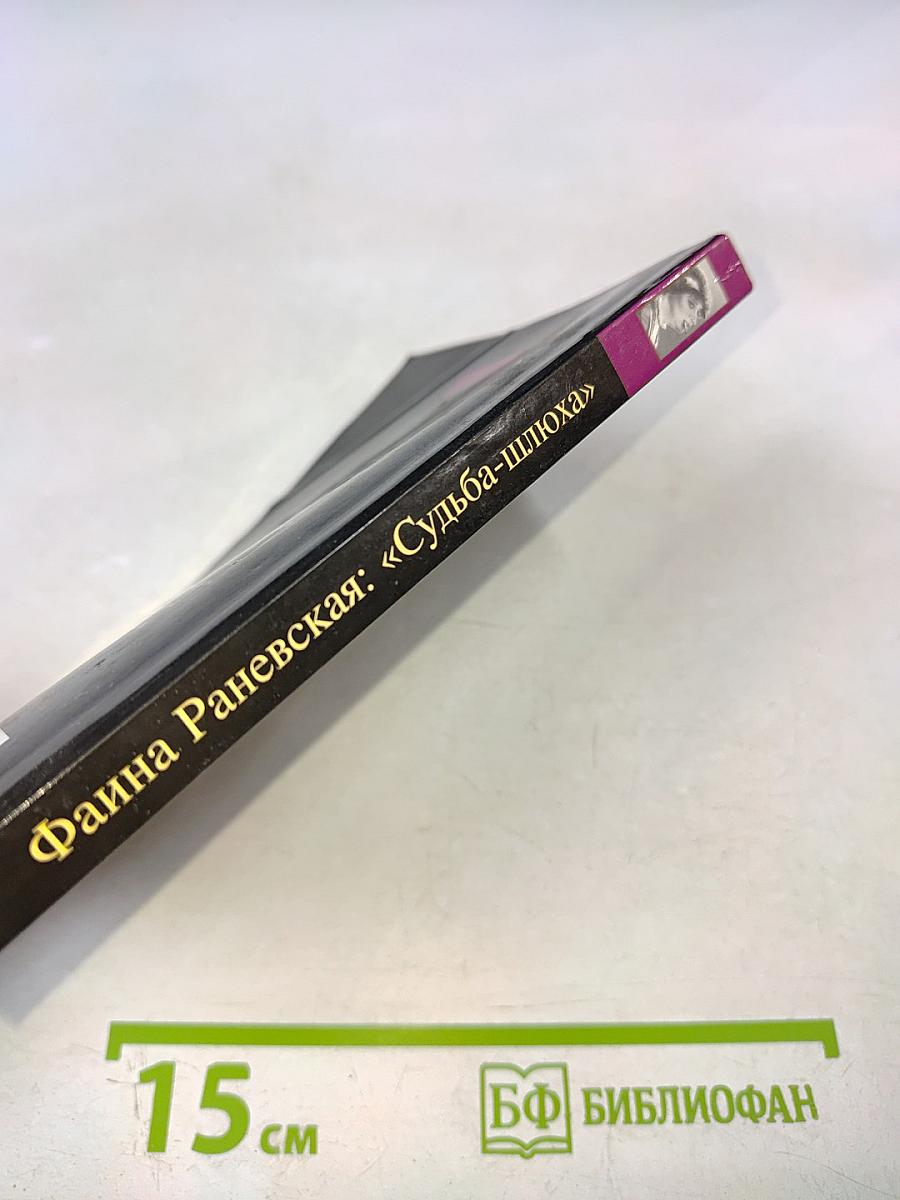 Фаина Раневская: «Судьба-шлюха»
15 см
БФ БИБЛИОФАН